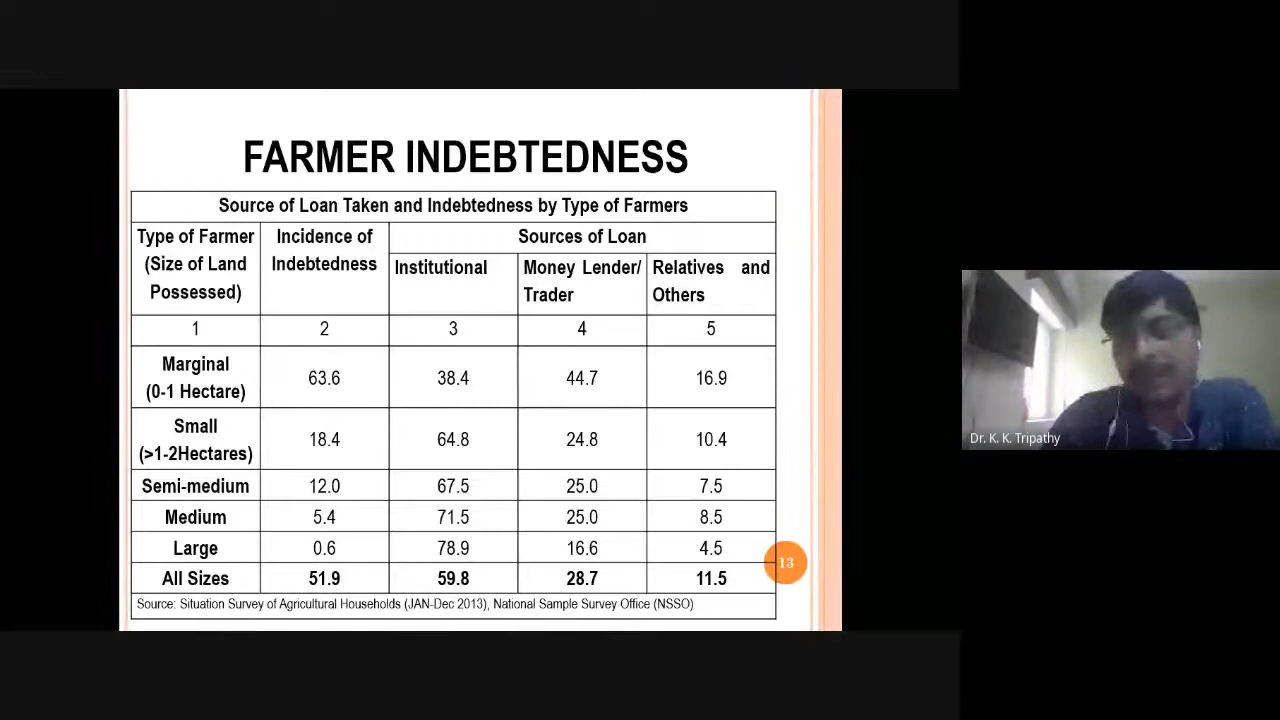 FARMER INDEBTEDNESS
Source of Loan Taken and Indebtedness by Type of Farmers
Type of Farmer
(Size of Land
Possessed)
Incidence of
Indebtedness
Sources of Loan
Institutional
Money Lender/
Trader
Relatives and
Others
1 2 3 4 5
Marginal
(0-1 Hectare)
63.6 38.4 44.7 16.9
Small
(>1-2Hectares)
18.4 64.8 24.8 10.4
Semi-medium 12.0 67.5 25.0 7.5
Medium 5.4 71.5 25.0 8.5
Large 0.6 78.9 16.6 4.5
All Sizes 51.9 59.8 28.7 11.5
Source: Situation Survey of Agricultural Households (JAN-Dec 2013), National Sample Survey Office (NSSO)
13
Dr. K. K. Tripathy